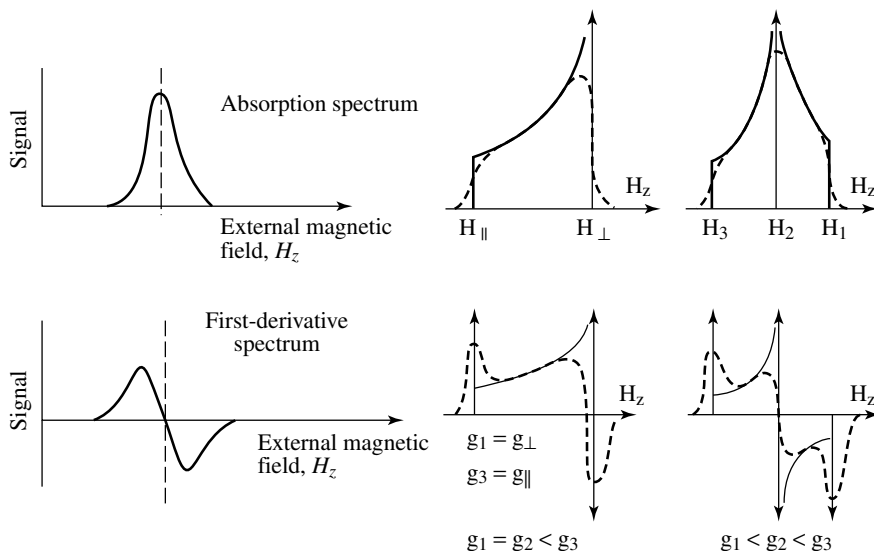 Signal
Absorption spectrum
External magnetic
field, H_z
H_z
H_∥
H_⊥
H_z
H_3
H_2
H_1
Signal
First-derivative
spectrum
External magnetic
field, H_z
H_z
g_1 = g_⊥
g_3 = g_∥
g_1 = g_2 < g_3
H_z
g_1 < g_2 < g_3